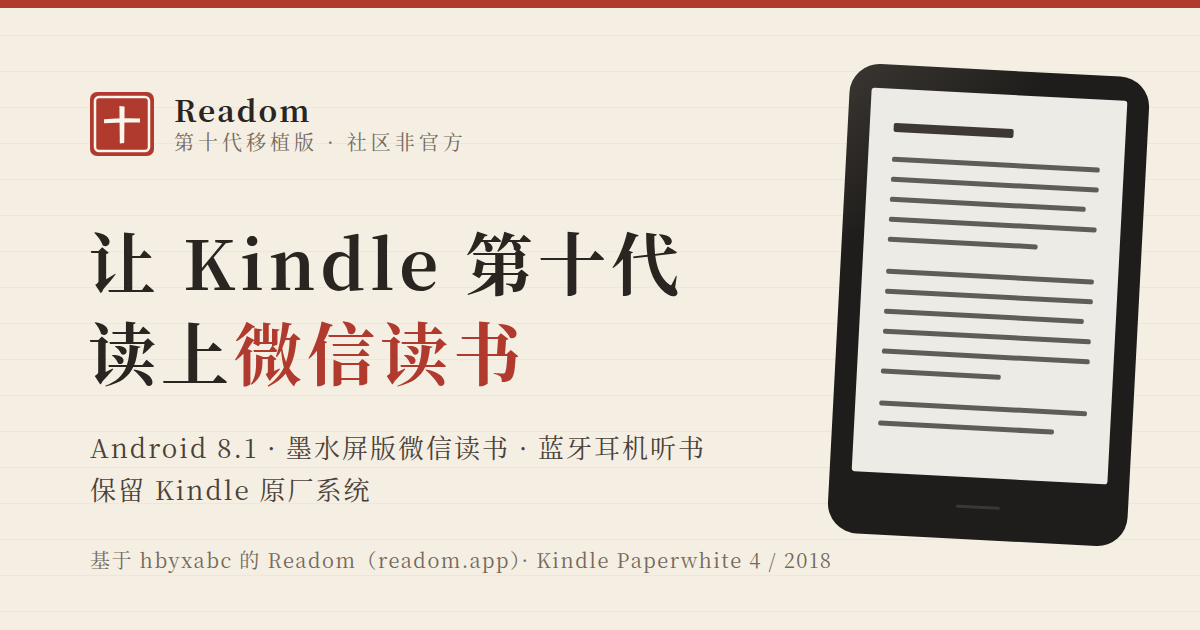 十
Readom
第十代移植版 · 社区非官方
让 Kindle 第十代
读上微信读书
Android 8.1 · 墨水屏版微信读书 · 蓝牙耳机听书
保留 Kindle 原厂系统
基于 hbyxabc 的 Readom（readom.app）· Kindle Paperwhite 4 / 2018